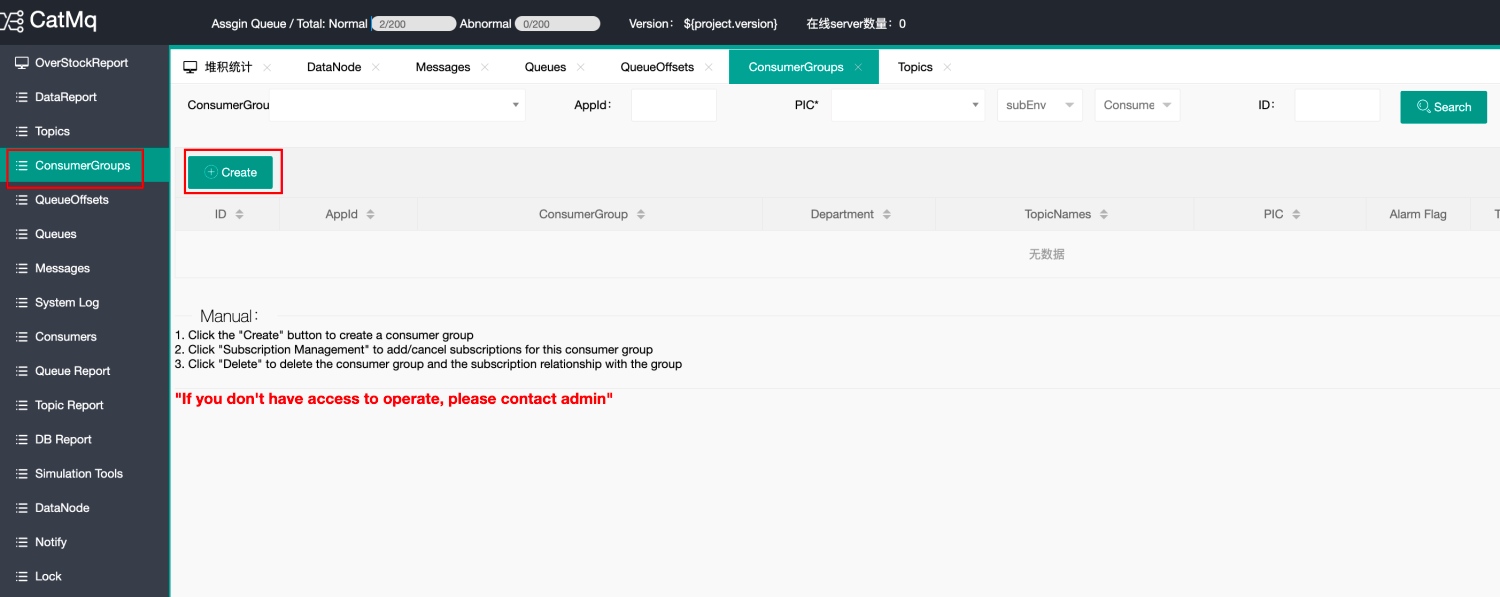 CatMq
Assgin Queue / Total: Normal 2/200 Abnormal 0/200 Version: ${project.version} 在线server数量: 0
OverStockReport
DataReport
Topics
ConsumerGroups
QueueOffsets
Queues
Messages
System Log
Consumers
Queue Report
Topic Report
DB Report
Simulation Tools
DataNode
Notify
Lock
堆积统计 DataNode Messages Queues QueueOffsets ConsumerGroups Topics
ConsumerGrou AppId: PIC* subEnv Consume ID: Search
Create
ID AppId ConsumerGroup Department TopicNames PIC Alarm Flag T
无数据
Manual:
1. Click the "Create" button to create a consumer group
2. Click "Subscription Management" to add/cancel subscriptions for this consumer group
3. Click "Delete" to delete the consumer group and the subscription relationship with the group
"If you don't have access to operate, please contact admin"